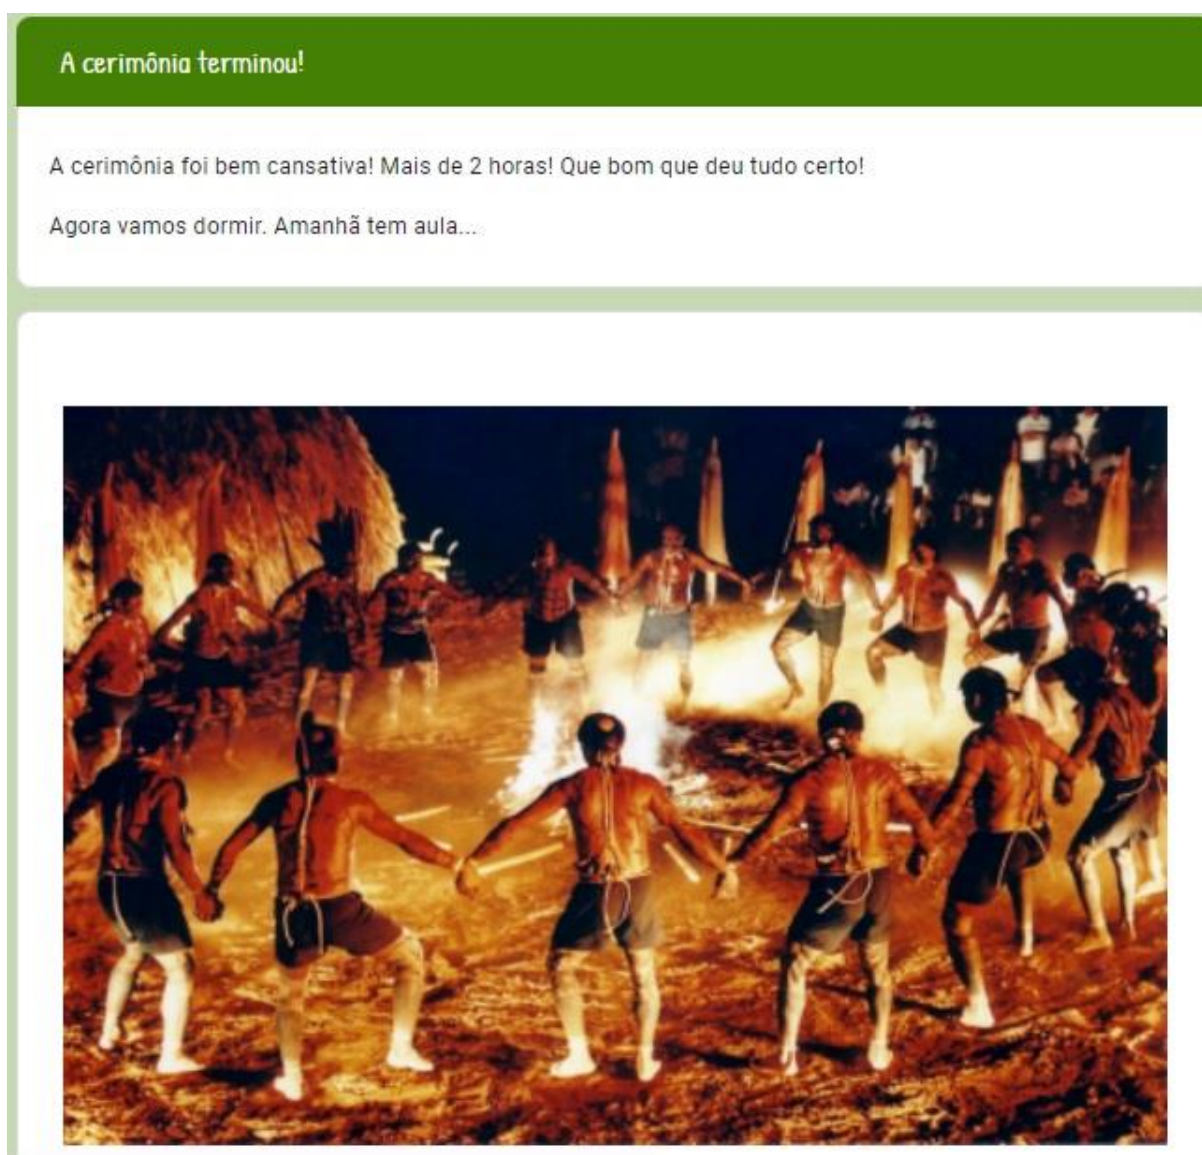 A cerimônia terminou!
A cerimônia foi bem cansativa! Mais de 2 horas! Que bom que deu tudo certo!
Agora vamos dormir. Amanhã tem aula...